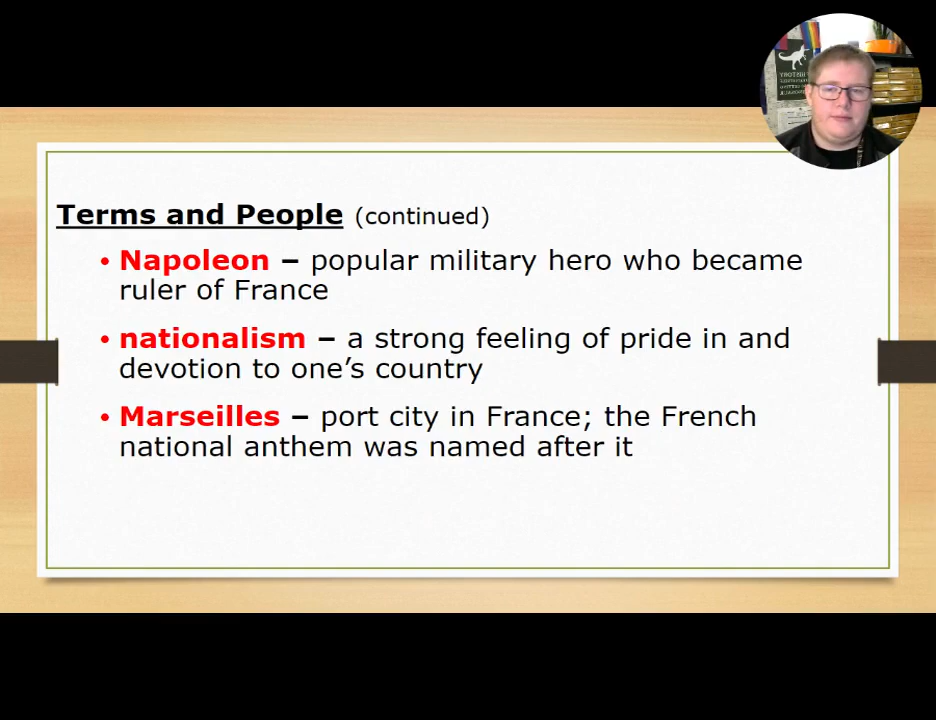 Terms and People (continued)
• Napoleon – popular military hero who became
ruler of France
• nationalism – a strong feeling of pride in and
devotion to one’s country
• Marseilles – port city in France; the French
national anthem was named after it